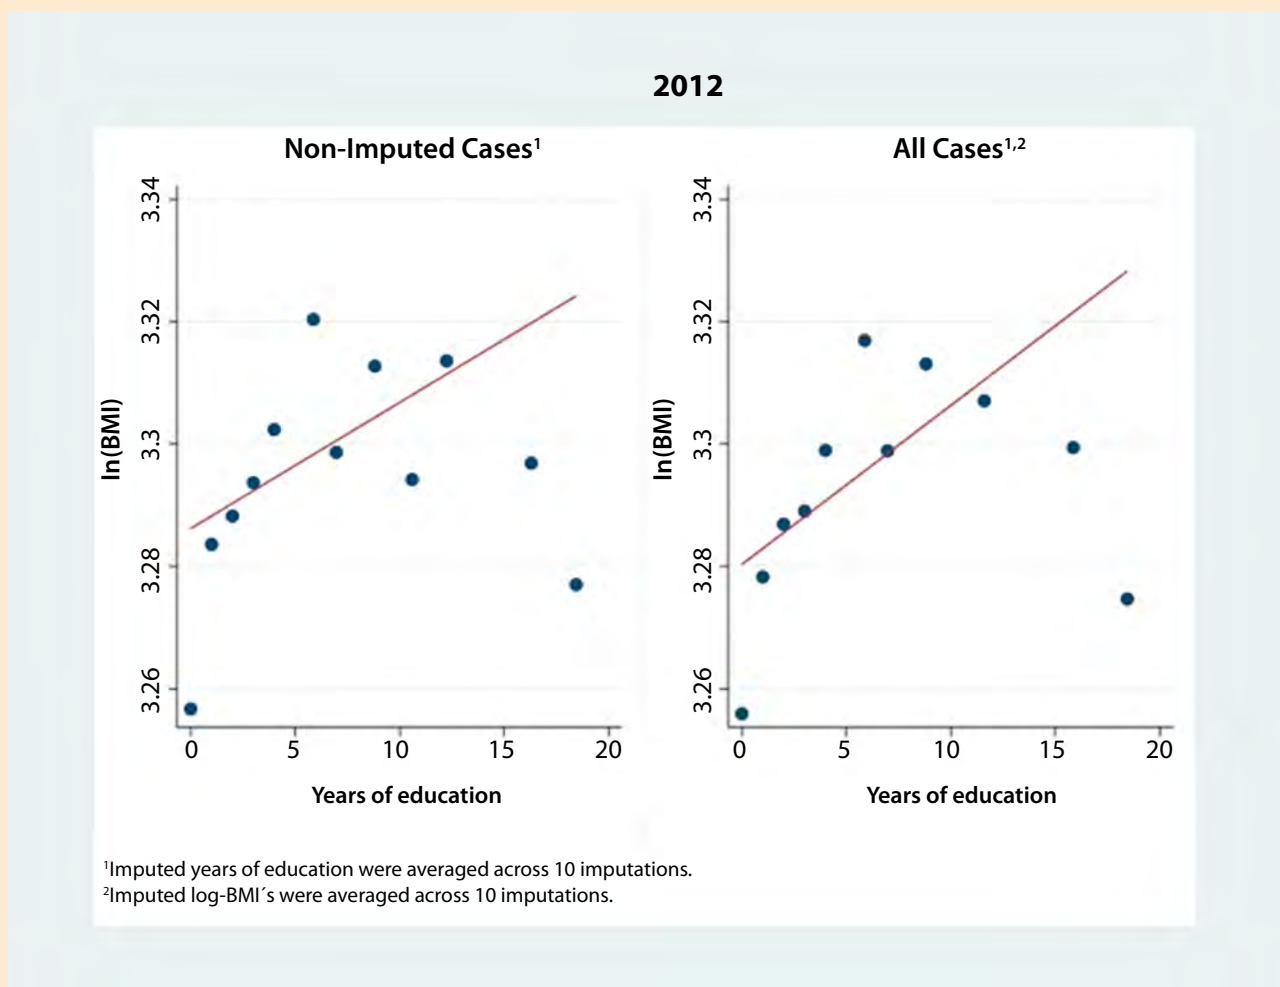 2012
Non-Imputed Cases¹
3.34
3.32
3.3
3.28
3.26
ln(BMI)
0 5 10 15 20
Years of education
All Cases¹,²
3.34
3.32
3.3
3.28
3.26
ln(BMI)
0 5 10 15 20
Years of education
¹Imputed years of education were averaged across 10 imputations.
²Imputed log-BMI´s were averaged across 10 imputations.